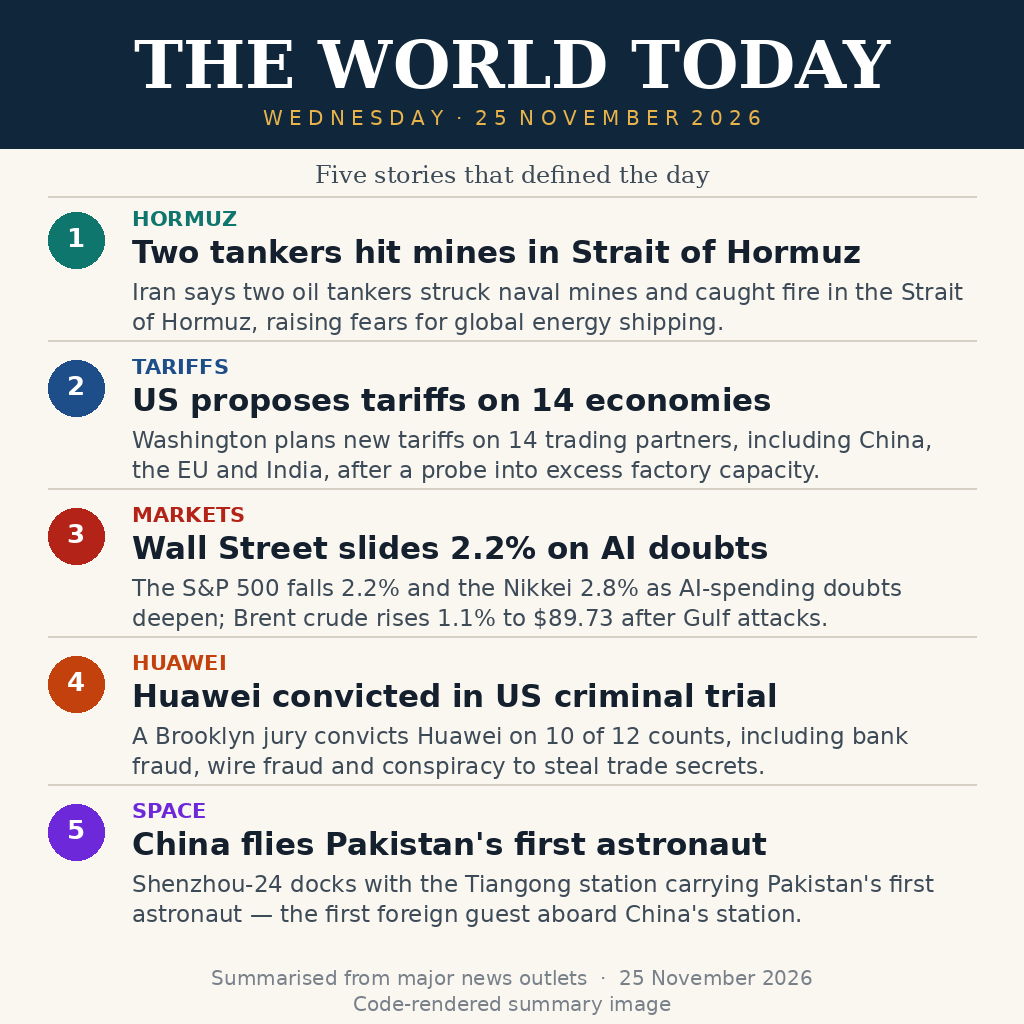 THE WORLD TODAY
WEDNESDAY · 25 NOVEMBER 2026
Five stories that defined the day
1
HORMUZ
Two tankers hit mines in Strait of Hormuz
Iran says two oil tankers struck naval mines and caught fire in the Strait
of Hormuz, raising fears for global energy shipping.
2
TARIFFS
US proposes tariffs on 14 economies
Washington plans new tariffs on 14 trading partners, including China,
the EU and India, after a probe into excess factory capacity.
3
MARKETS
Wall Street slides 2.2% on AI doubts
The S&P 500 falls 2.2% and the Nikkei 2.8% as AI-spending doubts
deepen; Brent crude rises 1.1% to $89.73 after Gulf attacks.
4
HUAWEI
Huawei convicted in US criminal trial
A Brooklyn jury convicts Huawei on 10 of 12 counts, including bank
fraud, wire fraud and conspiracy to steal trade secrets.
5
SPACE
China flies Pakistan's first astronaut
Shenzhou-24 docks with the Tiangong station carrying Pakistan's first
astronaut — the first foreign guest aboard China's station.
Summarised from major news outlets · 25 November 2026
Code-rendered summary image